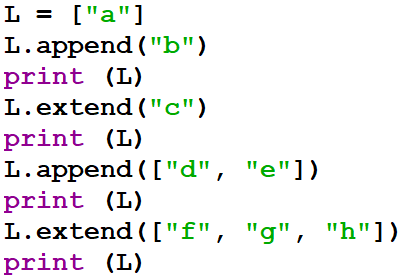 L = ["a"]
L.append("b")
print (L)
L.extend("c")
print (L)
L.append(["d", "e"])
print (L)
L.extend(["f", "g", "h"])
print (L)